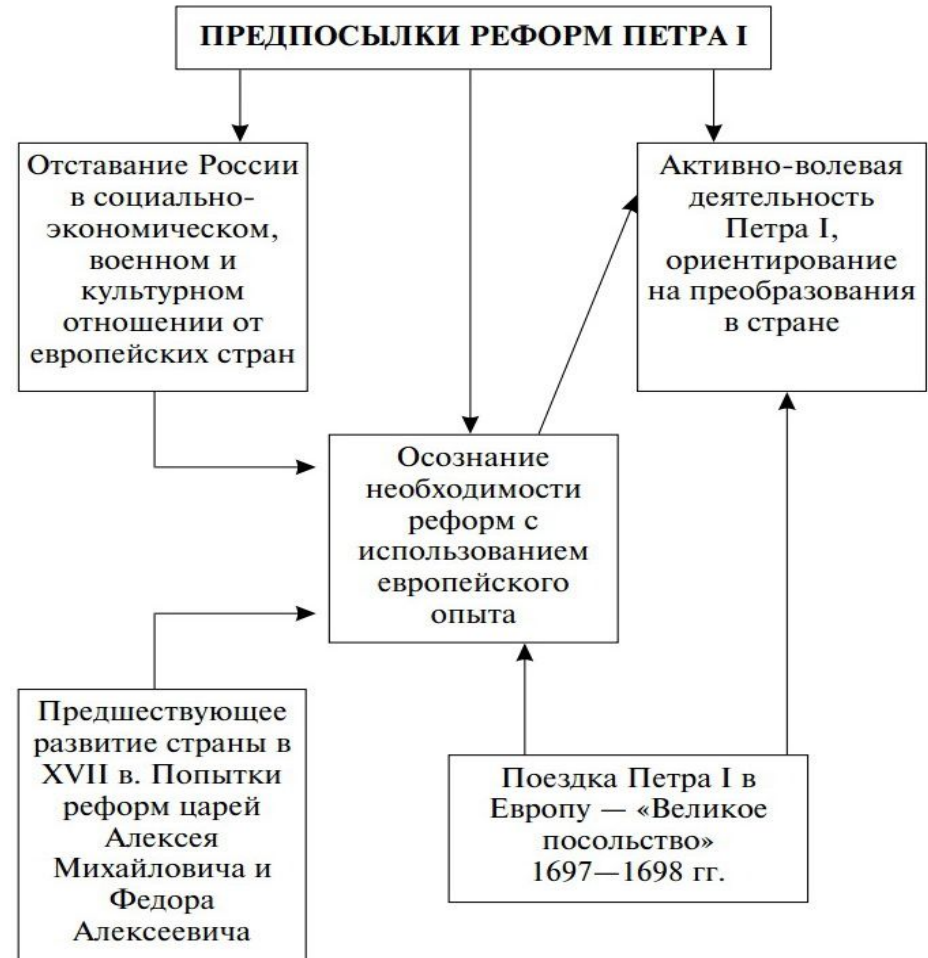 ПРЕДПОСЫЛКИ РЕФОРМ ПЕТРА I
Отставание России
в социально-
экономическом,
военном и
культурном
отношении от
европейских стран
Активно-волевая
деятельность
Петра I,
ориентирование
на преобразования
в стране
Осознание
необходимости
реформ с
использованием
европейского
опыта
Предшествующее
развитие страны в
XVII в. Попытки
реформ царей
Алексея
Михайловича и
Федора
Алексеевича
Поездка Петра I в
Европу — «Великое
посольство»
1697—1698 гг.